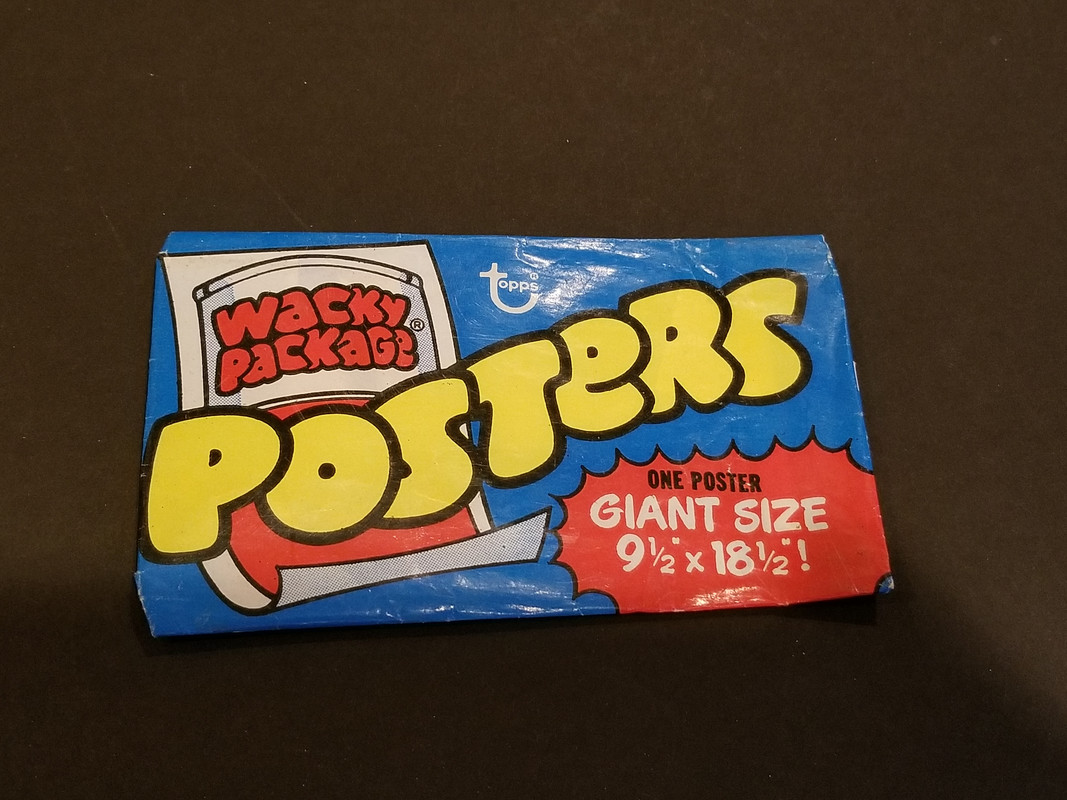 WACKY
PACKAGE®
topps®
POSTERS
ONE POSTER
GIANT SIZE
9½" x 18½"!